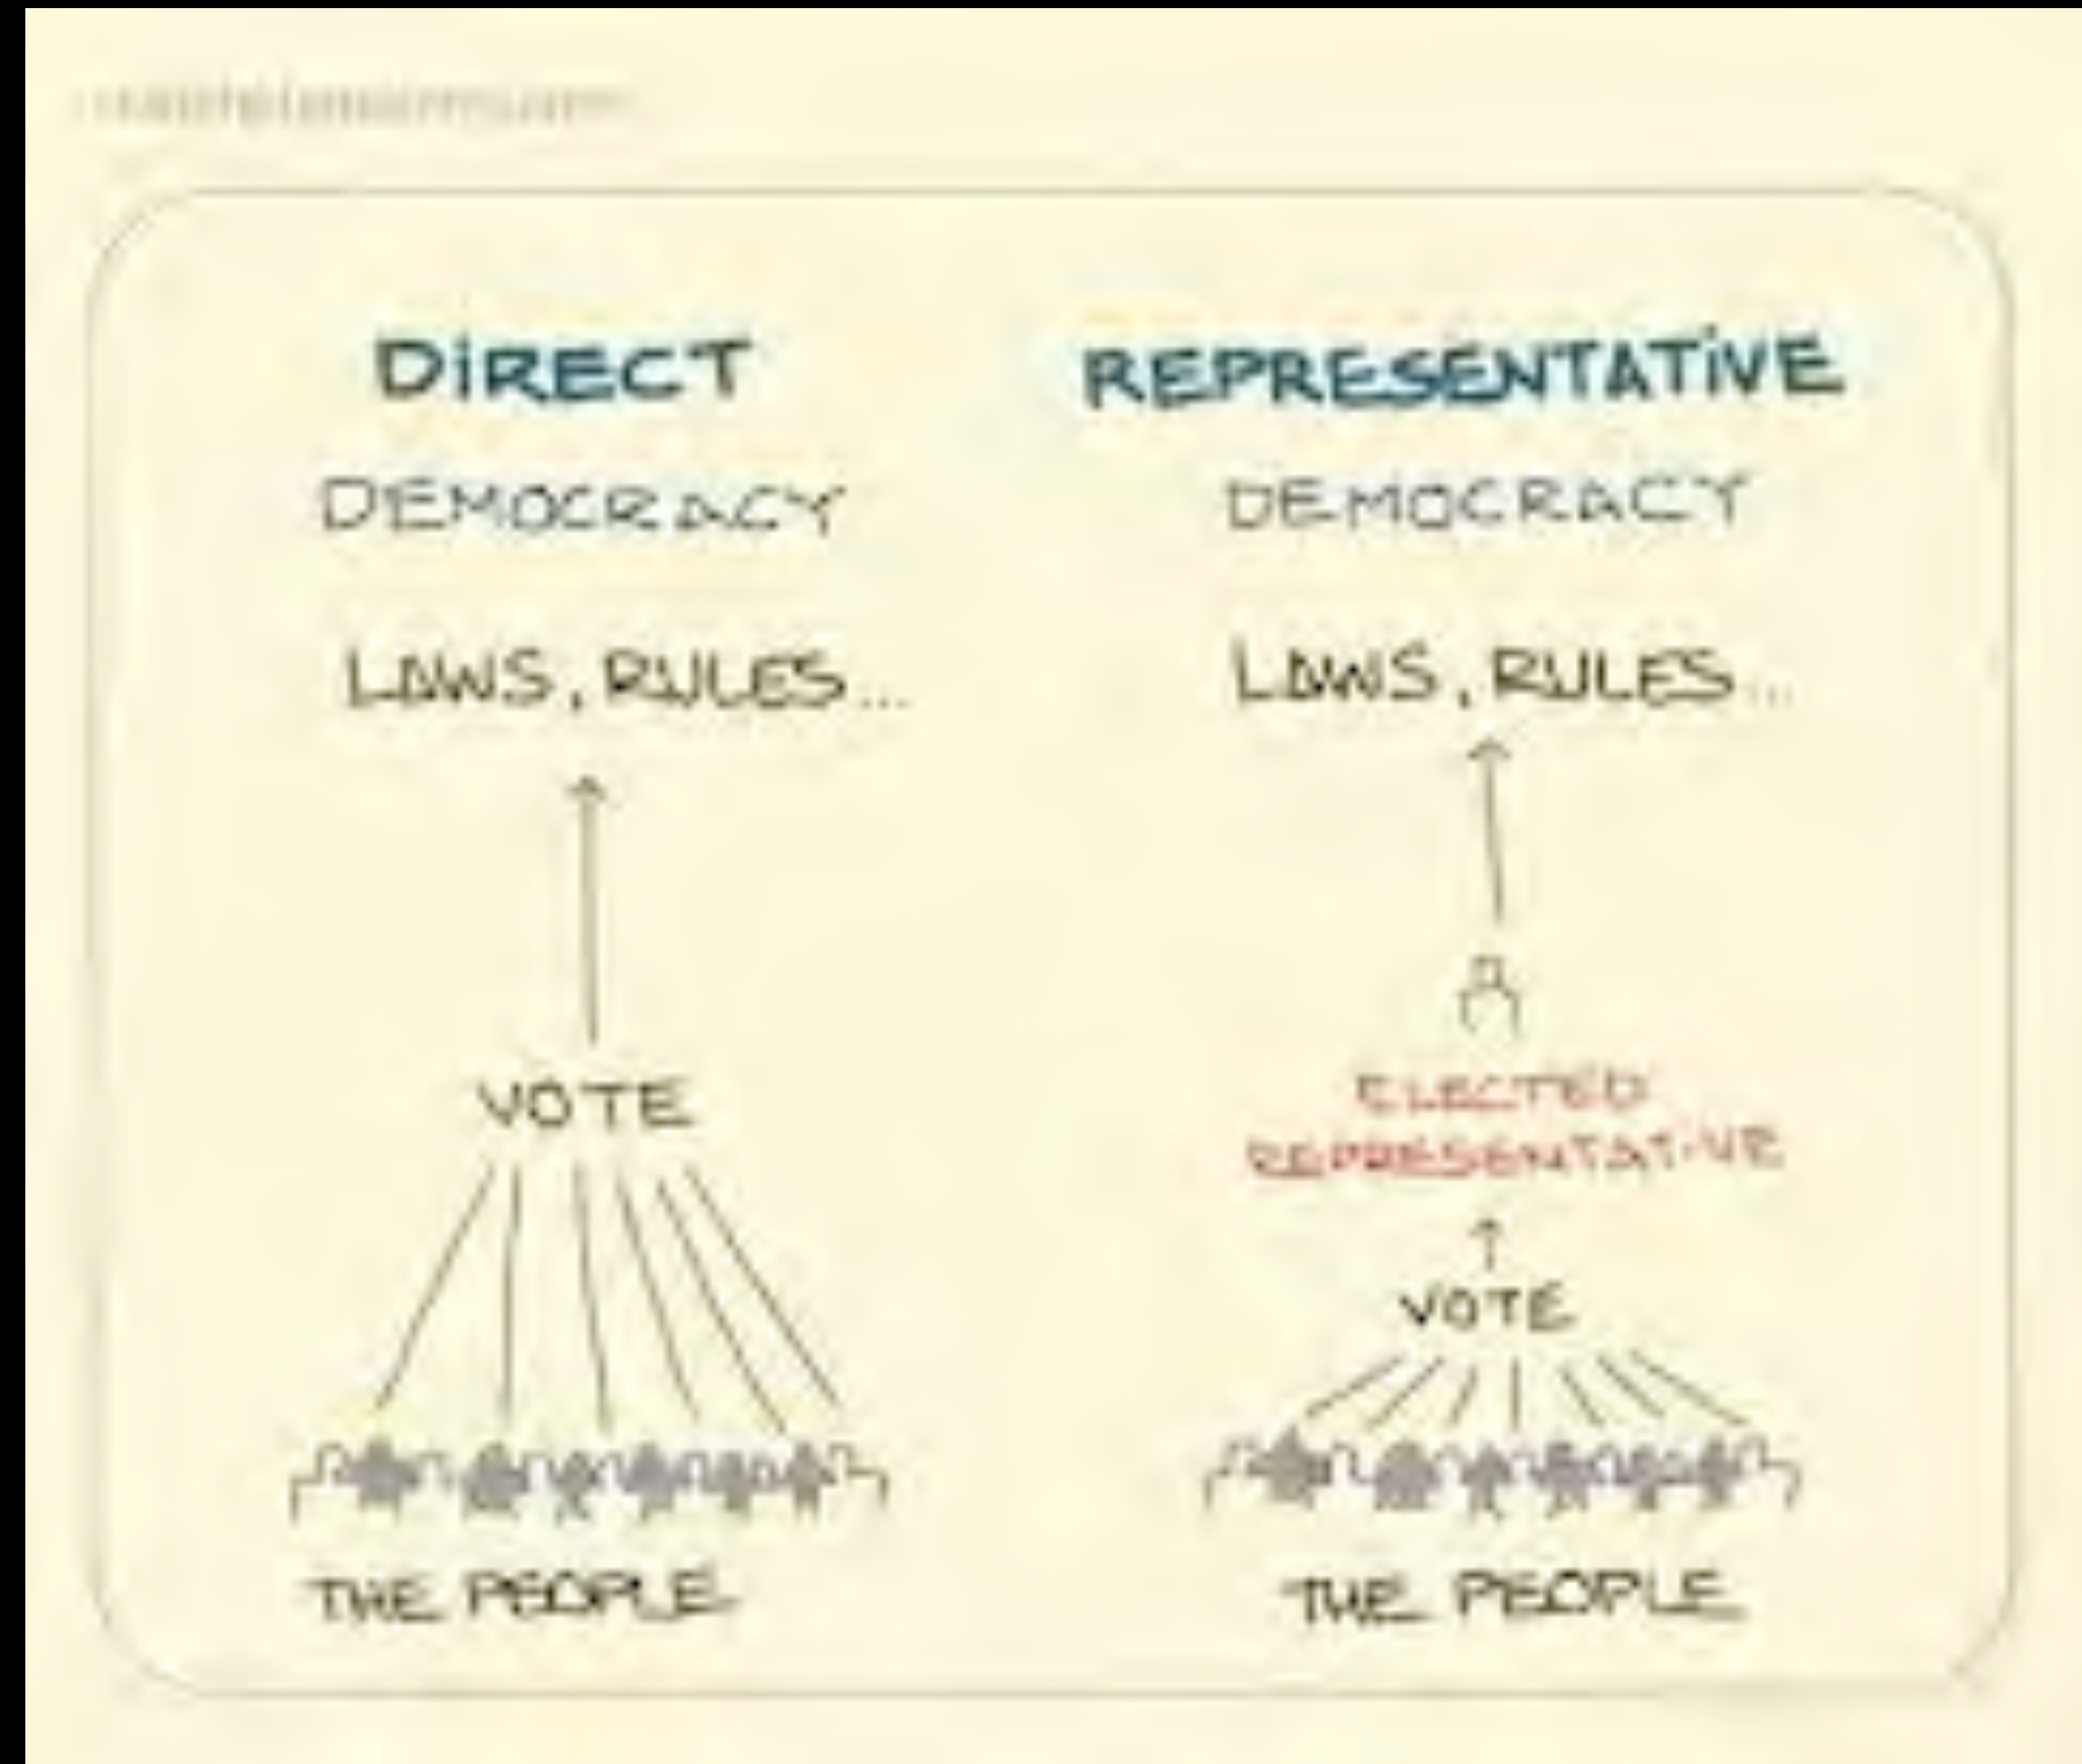 DIRECT
DEMOCRACY
LAWS, RULES...
VOTE
THE PEOPLE
REPRESENTATIVE
DEMOCRACY
LAWS, RULES...
ELECTED
REPRESENTATIVE
VOTE
THE PEOPLE